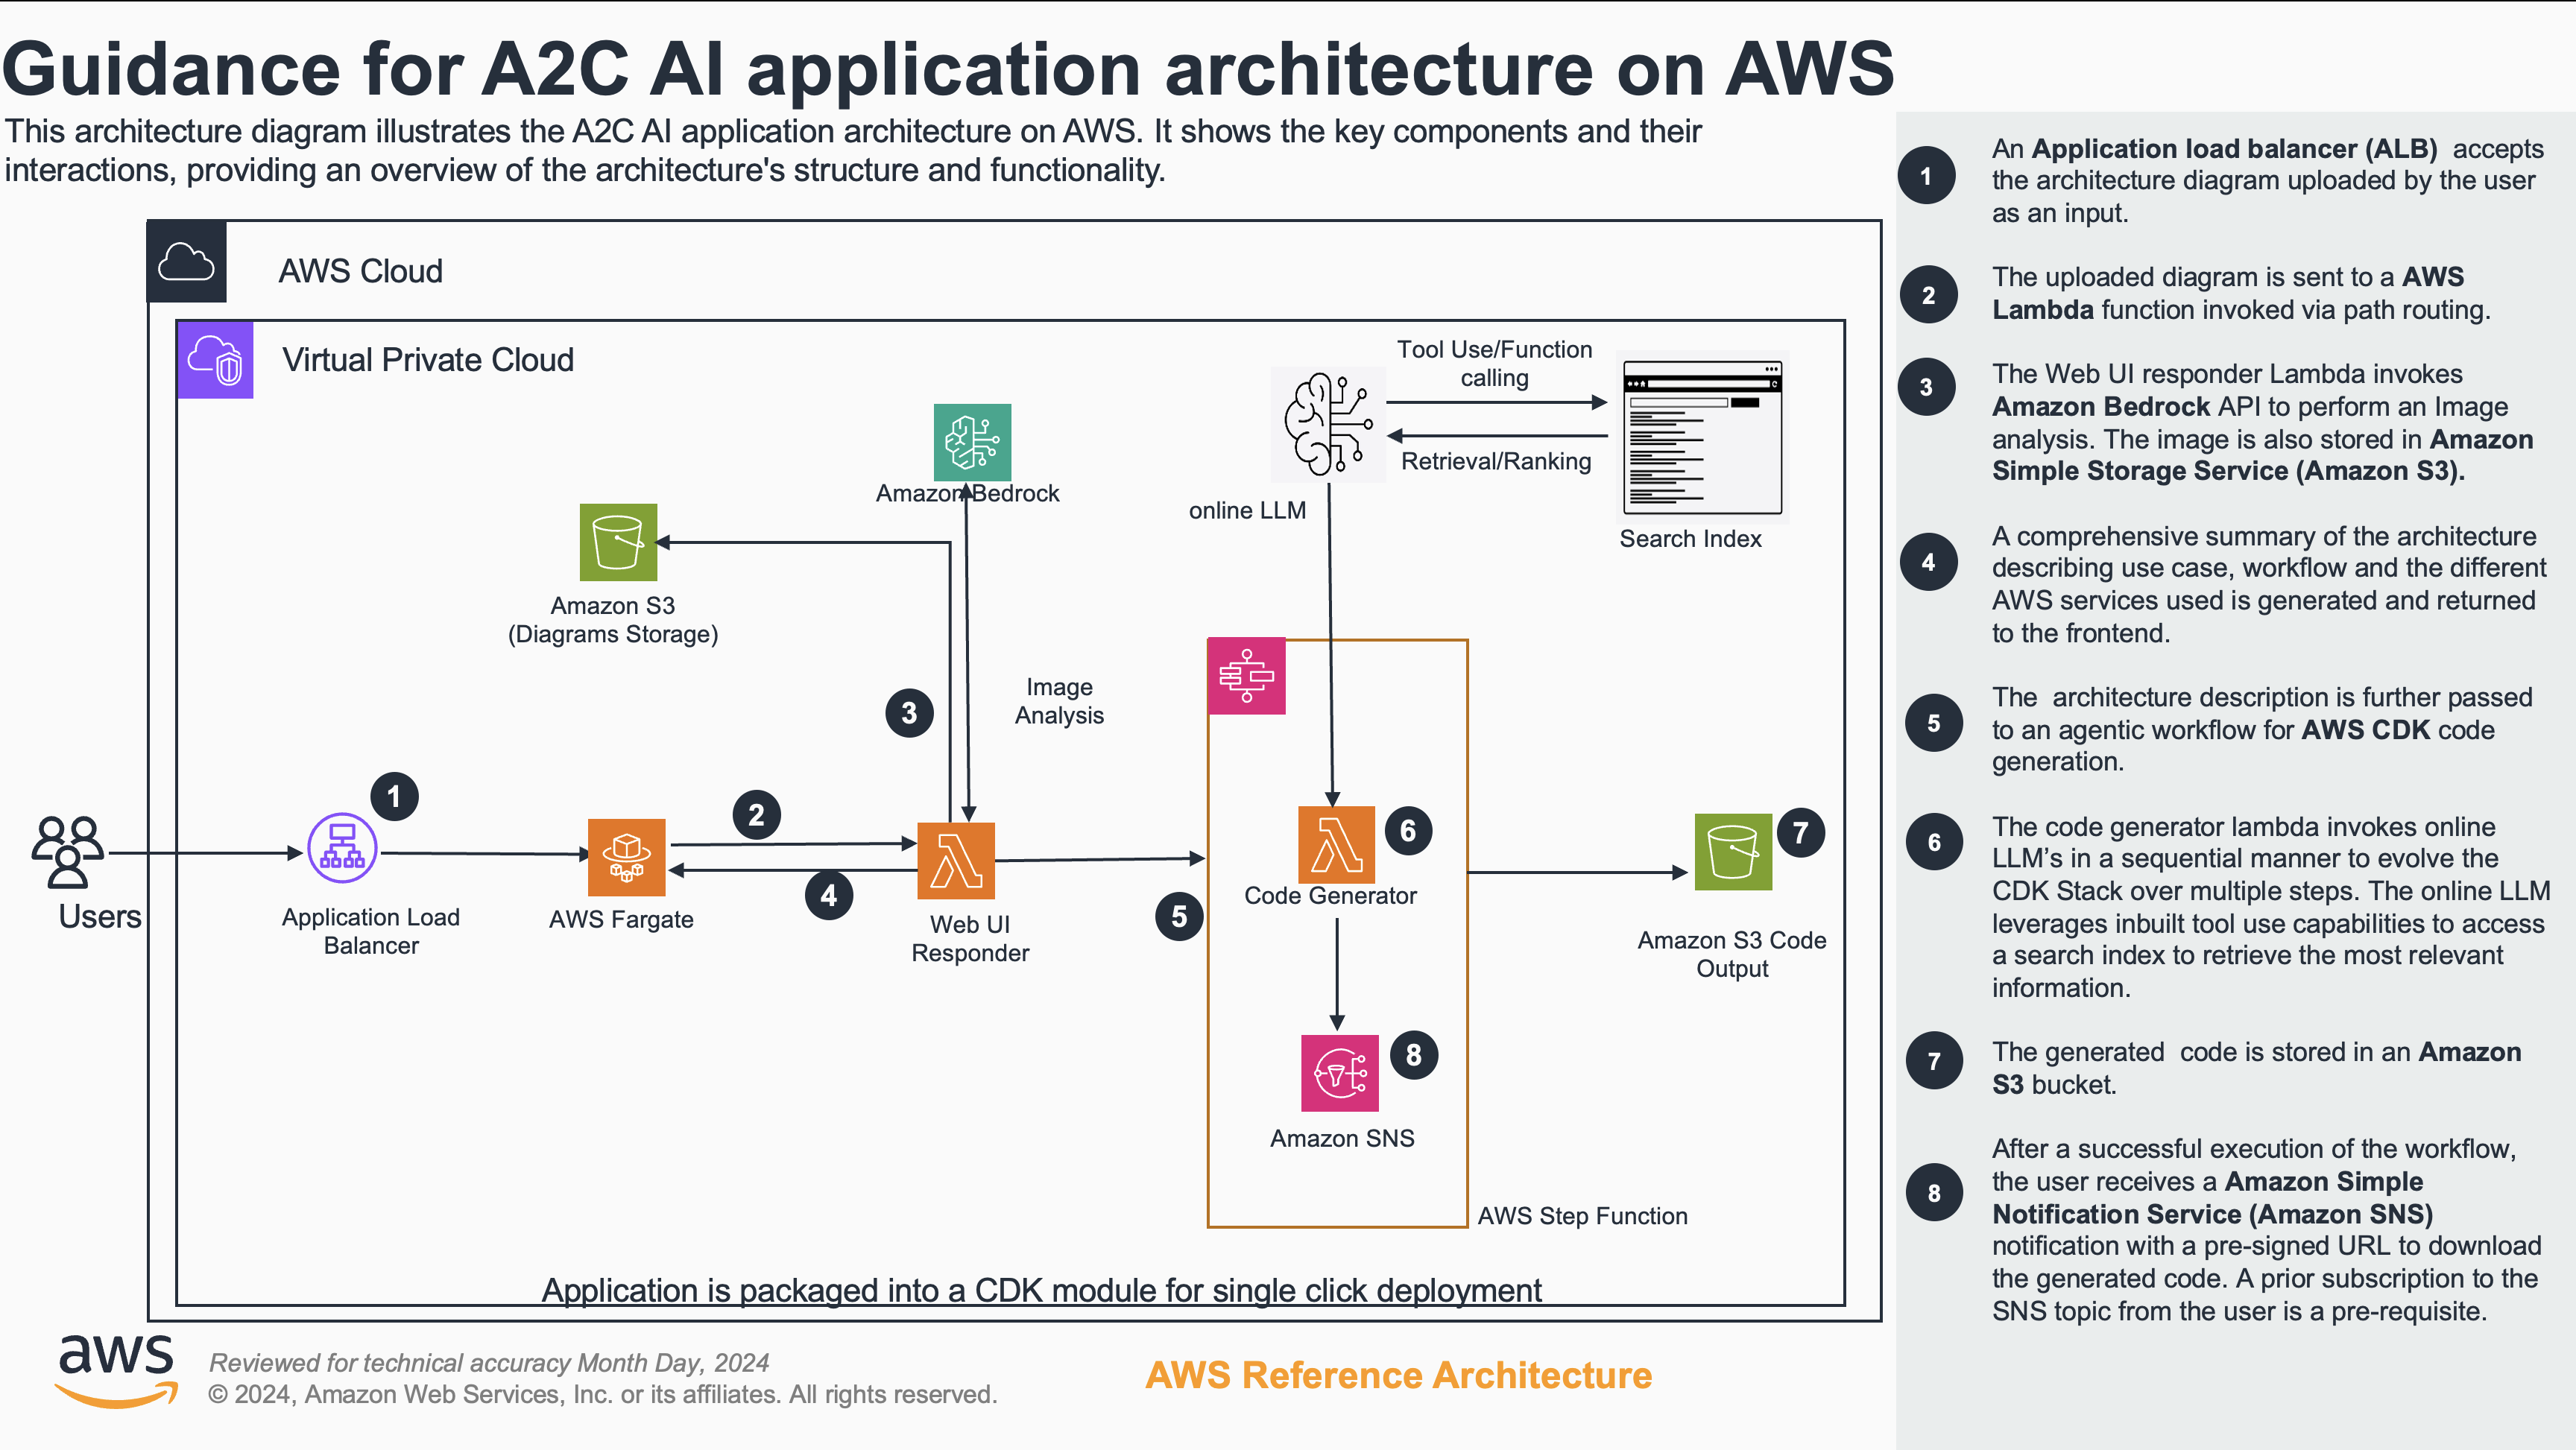 Guidance for A2C AI application architecture on AWS
This architecture diagram illustrates the A2C AI application architecture on AWS. It shows the key components and their
interactions, providing an overview of the architecture's structure and functionality.
AWS Cloud
Virtual Private Cloud
Tool Use/Function
calling
Retrieval/Ranking
online LLM
Search Index
Amazon Bedrock
Amazon S3
(Diagrams Storage)
Image
Analysis
3
1
2
4
5
6
7
8
Users
Application Load
Balancer
AWS Fargate
Web UI
Responder
Code Generator
Amazon S3 Code
Output
Amazon SNS
AWS Step Function
Application is packaged into a CDK module for single click deployment
aws
Reviewed for technical accuracy Month Day, 2024
© 2024, Amazon Web Services, Inc. or its affiliates. All rights reserved.
AWS Reference Architecture
1
An Application load balancer (ALB)  accepts
the architecture diagram uploaded by the user
as an input.
2
The uploaded diagram is sent to a AWS
Lambda function invoked via path routing.
3
The Web UI responder Lambda invokes
Amazon Bedrock API to perform an Image
analysis. The image is also stored in Amazon
Simple Storage Service (Amazon S3).
4
A comprehensive summary of the architecture
describing use case, workflow and the different
AWS services used is generated and returned
to the frontend.
5
The  architecture description is further passed
to an agentic workflow for AWS CDK code
generation.
6
The code generator lambda invokes online
LLM’s in a sequential manner to evolve the
CDK Stack over multiple steps. The online LLM
leverages inbuilt tool use capabilities to access
a search index to retrieve the most relevant
information.
7
The generated  code is stored in an Amazon
S3 bucket.
8
After a successful execution of the workflow,
the user receives a Amazon Simple
Notification Service (Amazon SNS)
notification with a pre-signed URL to download
the generated code. A prior subscription to the
SNS topic from the user is a pre-requisite.